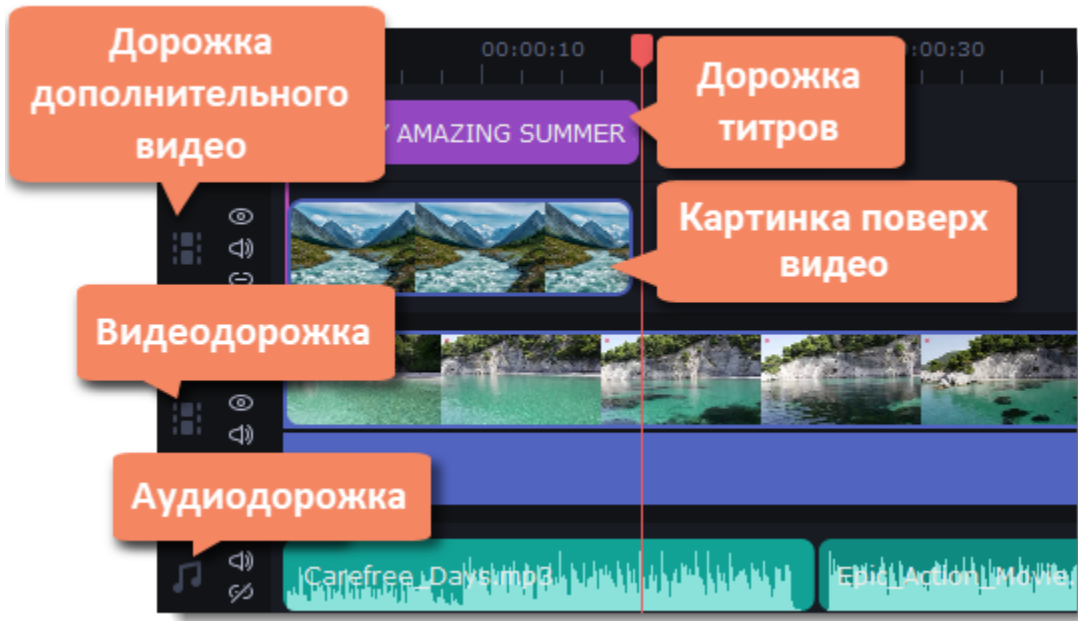 Дорожка
дополнительного
видео
00:00:10
:00:30
Дорожка
титров
AMAZING SUMMER
Картинка поверх
видео
Видеодорожка
Аудиодорожка
Carefree_Days.mp3
Epic_Action_Movie.